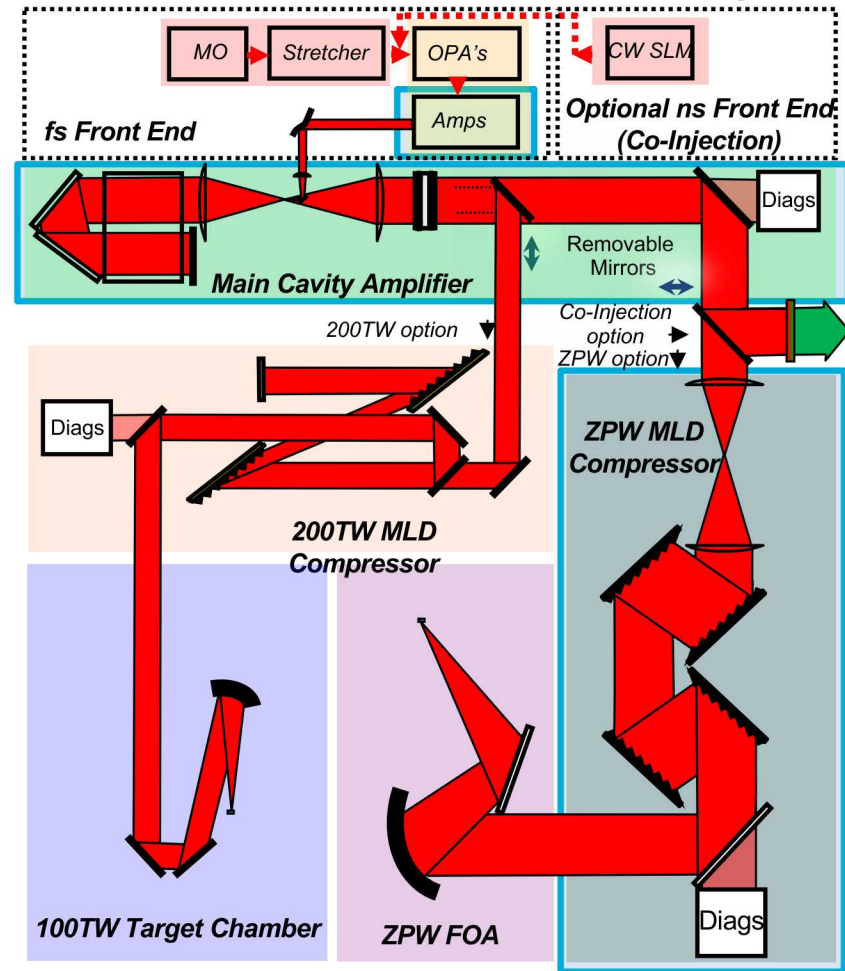 MO
Stretcher
OPA's
CW SLM
Amps
fs Front End
Optional ns Front End
(Co-Injection)
Diags
Removable
Mirrors
Main Cavity Amplifier
200TW option
Co-Injection
option
ZPW option
Diags
ZPW MLD
Compressor
200TW MLD
Compressor
100TW Target Chamber
ZPW FOA
Diags